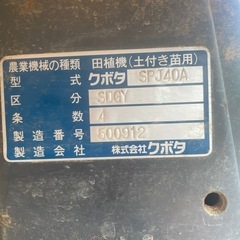 農業機械の種類 田植機(土付き苗用)
型式 クボタ SPJ40A
区分 SDGY
条数 4
製造番号 500912
製造会社 株式会社クボタ